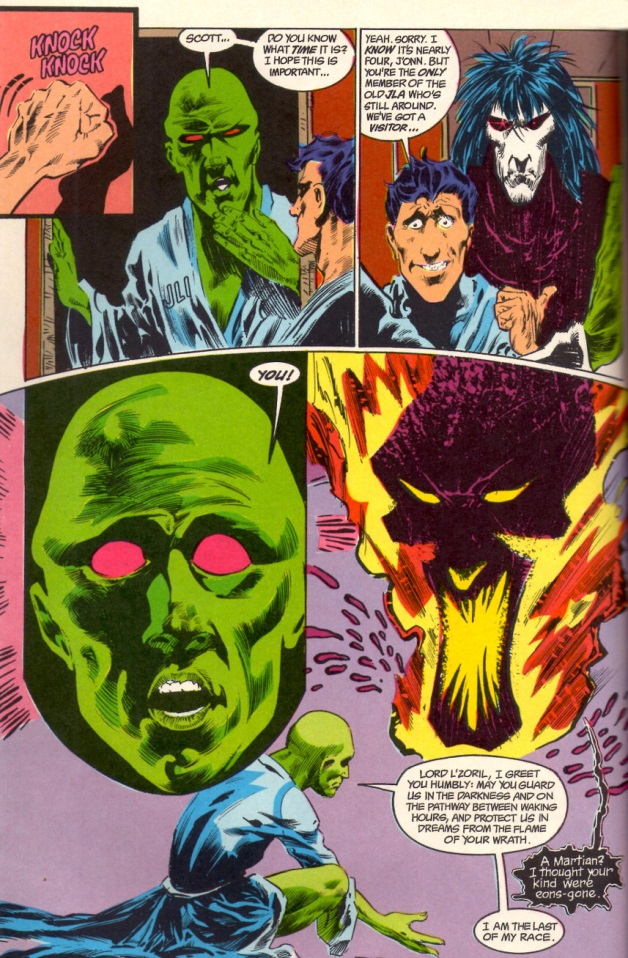 KNOCK
KNOCK
SCOTT...
DO YOU KNOW
WHAT TIME IT IS?
I HOPE THIS IS
IMPORTANT...
JLI
YEAH. SORRY. I
KNOW IT'S NEARLY
FOUR, J'ONN. BUT
YOU'RE THE ONLY
MEMBER OF THE
OLD JLA WHO'S
STILL AROUND.
WE'VE GOT A
VISITOR...
YOU!
LORD L'ZORIL, I GREET
YOU HUMBLY: MAY YOU GUARD
US IN THE DARKNESS AND ON
THE PATHWAY BETWEEN WAKING
HOURS, AND PROTECT US IN
DREAMS FROM THE FLAME
OF YOUR WRATH.
A Martian?
I thought your
kind were
eons-gone.
I AM THE LAST
OF MY RACE.